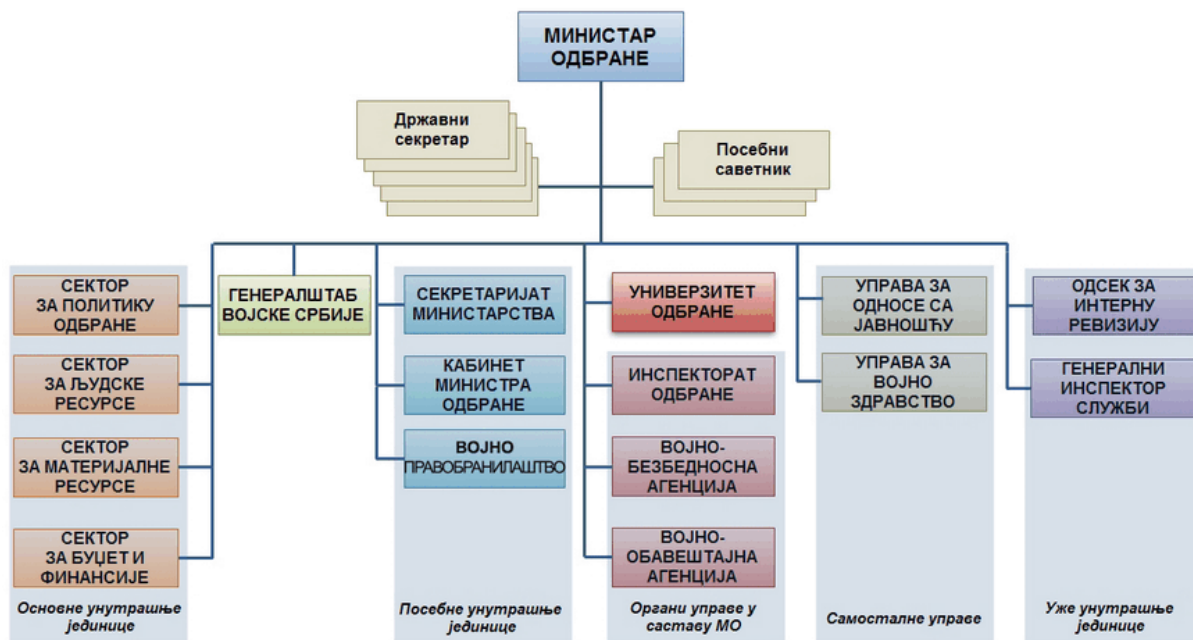 МИНИСТАР
ОДБРАНЕ
Државни
секретар
Посебни
саветник
СЕКТОР
ЗА ПОЛИТИКУ
ОДБРАНЕ
СЕКТОР
ЗА ЉУДСКЕ
РЕСУРСЕ
СЕКТОР
ЗА МАТЕРИЈАЛНЕ
РЕСУРСЕ
СЕКТОР
ЗА БУЏЕТ И
ФИНАНСИЈЕ
Основне унутрашње
јединице
ГЕНЕРАЛШТАБ
ВОЈСКЕ СРБИЈЕ
СЕКРЕТАРИЈАТ
МИНИСТАРСТВА
КАБИНЕТ
МИНИСТРА
ОДБРАНЕ
ВОЈНО
ПРАВОБРАНИЛАШТВО
Посебне унутрашње
јединице
УНИВЕРЗИТЕТ
ОДБРАНЕ
ИНСПЕКТОРАТ
ОДБРАНЕ
ВОЈНО-
БЕЗБЕДНОСНА
АГЕНЦИЈА
ВОЈНО-
ОБАВЕШТАЈНА
АГЕНЦИЈА
Органи управе у
саставу МО
УПРАВА ЗА
ОДНОСЕ СА
ЈАВНОШЋУ
УПРАВА ЗА
ВОЈНО
ЗДРАВСТВО
Самосталне управе
ОДСЕК ЗА
ИНТЕРНУ
РЕВИЗИЈУ
ГЕНЕРАЛНИ
ИНСПЕКТОР
СЛУЖБИ
Уже унутрашње
јединице